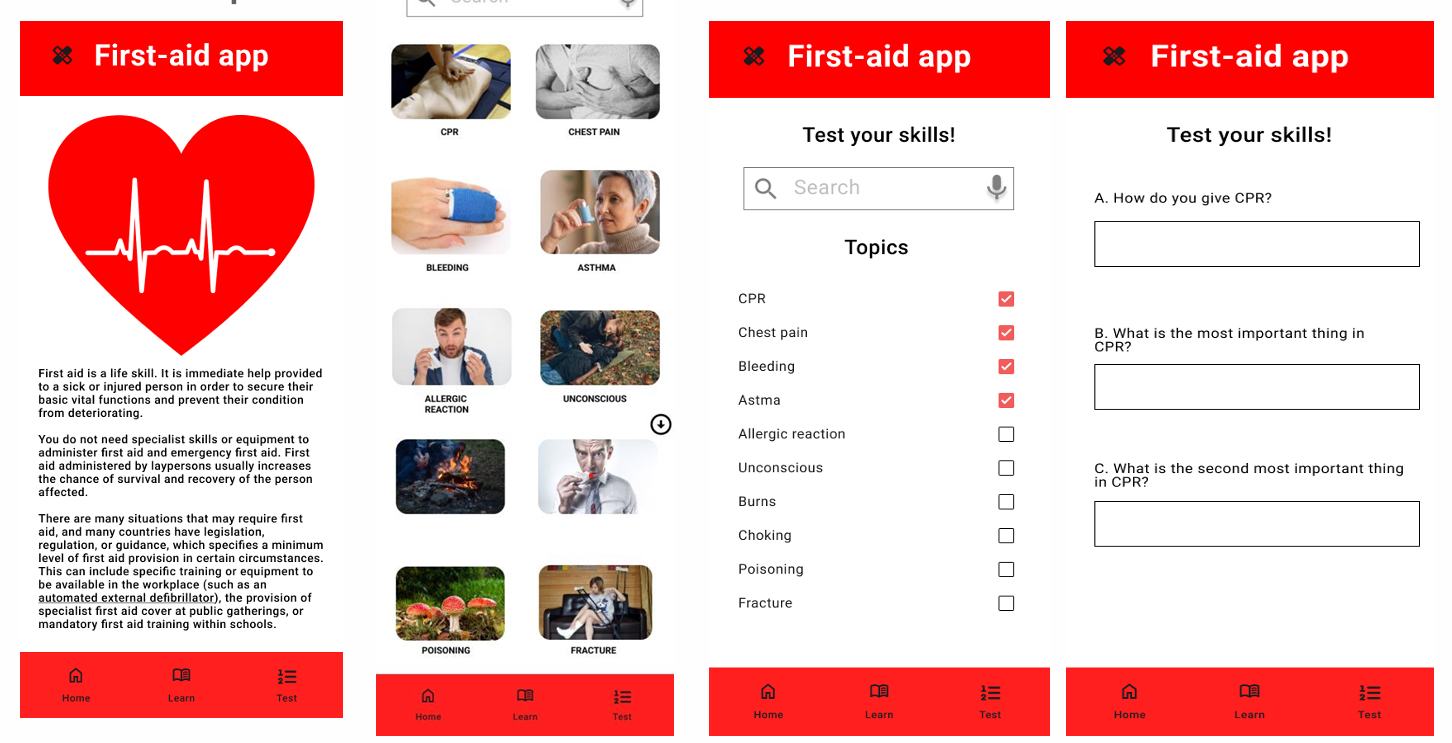 First-aid app
First aid is a life skill. It is immediate help provided
to a sick or injured person in order to secure their
basic vital functions and prevent their condition
from deteriorating.
You do not need specialist skills or equipment to
administer first aid and emergency first aid. First
aid administered by laypersons usually increases
the chance of survival and recovery of the person
affected.
There are many situations that may require first
aid, and many countries have legislation,
regulation, or guidance, which specifies a minimum
level of first aid provision in certain circumstances.
This can include specific training or equipment to
be available in the workplace (such as an
automated external defibrillator), the provision of
specialist first aid cover at public gatherings, or
mandatory first aid training within schools.
Home Learn Test
Search
CPR CHEST PAIN
BLEEDING ASTHMA
ALLERGIC
REACTION
UNCONSCIOUS
POISONING FRACTURE
Home Learn Test
First-aid app
Test your skills!
Search
Topics
CPR
Chest pain
Bleeding
Astma
Allergic reaction
Unconscious
Burns
Choking
Poisoning
Fracture
Home Learn Test
First-aid app
Test your skills!
A. How do you give CPR?
B. What is the most important thing in
CPR?
C. What is the second most important thing
in CPR?
Home Learn Test